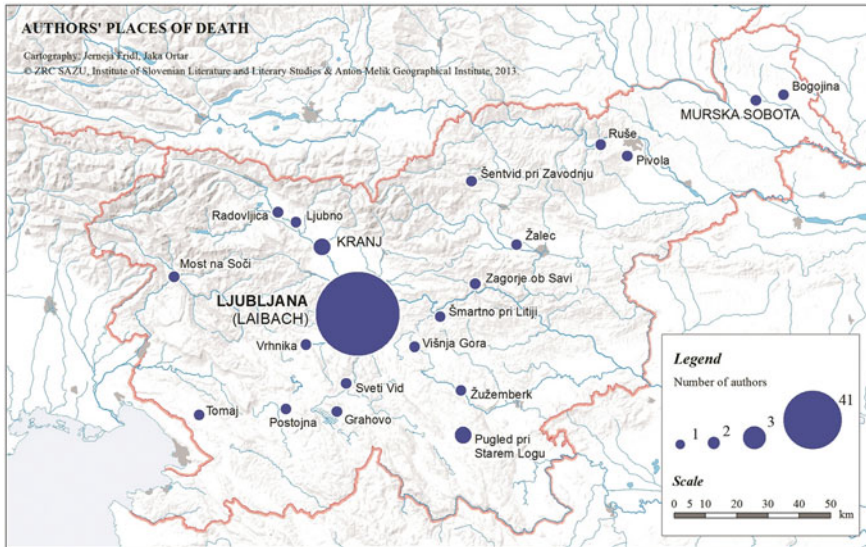 AUTHORS' PLACES OF DEATH
Cartography: Jerneja Fridl, Jaka Ortar
© ZRC SAZU, Institute of Slovenian Literature and Literary Studies & Anton Melik Geographical Institute, 2013.
Bogojina
MURSKA SOBOTA
Ruše
Pivola
Šentvid pri Zavodnju
Radovljica
Ljubno
KRANJ
Žalec
Most na Soči
Zagorje ob Savi
LJUBLJANA
(LAIBACH)
Šmartno pri Litiji
Vrhnika
Višnja Gora
Sveti Vid
Žužemberk
Tomaj
Postojna
Grahovo
Pugled pri
Starem Logu
Legend
Number of authors
1
2
3
41
Scale
0 5 10 20 30 40 50
km